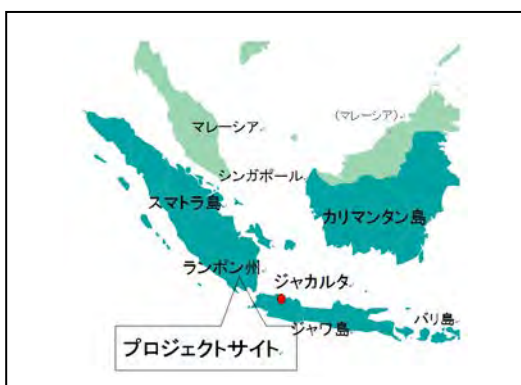 (マレーシア)
マレーシア
シンガポール
スマトラ島
カリマンタン島
ランポン州
ジャカルタ
バリ島
ジャワ島
プロジェクトサイト